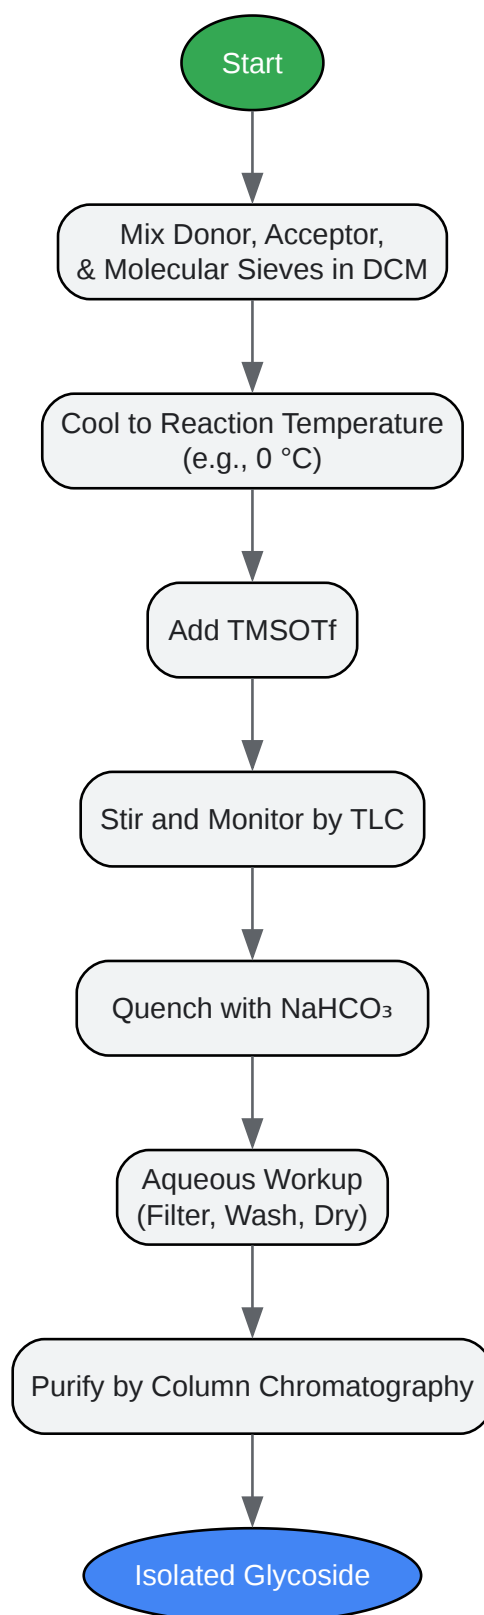 Start
Mix Donor, Acceptor,
& Molecular Sieves in DCM
Cool to Reaction Temperature
(e.g., 0 °C)
Add TMSOTf
Stir and Monitor by TLC
Quench with NaHCO₃
Aqueous Workup
(Filter, Wash, Dry)
Purify by Column Chromatography
Isolated Glycoside